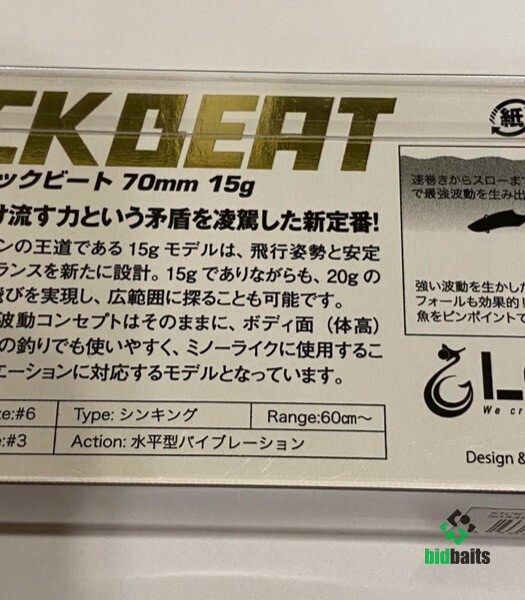 CKBEAT
ックビート 70mm 15g
け流す力という矛盾を凌駕した新定番!
ンの王道である15gモデルは、飛行姿勢と安定
ランスを新たに設計。15gでありながらも、20gの
飛びを実現し、広範囲に探ることも可能です。
波動コンセプトはそのままに、ボディ面（体高）
の釣りでも使いやすく、ミノーライクに使用するこ
エーションに対応するモデルとなっています。
ze:#6 Type: シンキング Range:60cm〜
e:#3 Action: 水平型バイブレーション
紙
速巻きからスローまで
で最強波動を生み出
強い波動を生かした
フォールも効果的!
魚をピンポイントで
We cr
Design &
bidbaits